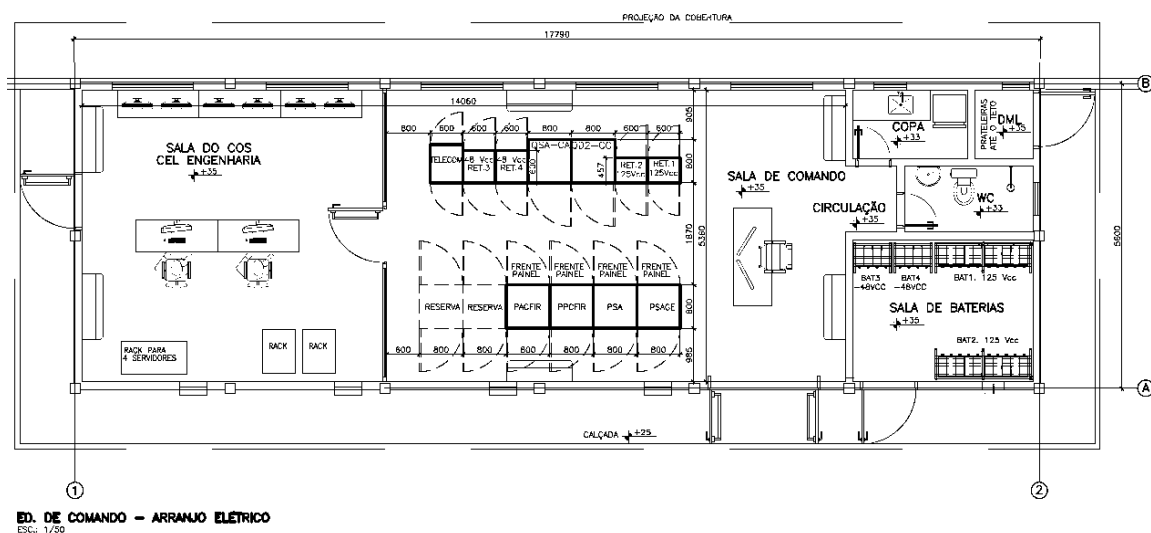 PROJEÇÃO DA COBERTURA
17790
B
14060
905
COPA
+33
PRATELEIRAS
ATÉ O TETO
DML
+35
SALA DO COS
CEL ENGENHARIA
+35
800 600 600 600 800 800 600 600
QSA-CA
-CC
TELECOM
48 Vcc
RET.3
48 Vcc
RET.4
600
457
RET.2
125Vcc
RET.1
125Vcc
800
SALA DE COMANDO
+35
WC
+33
CIRCULAÇÃO
+35
1870
5380
5600
FRENTE
PAINEL
FRENTE
PAINEL
FRENTE
PAINEL
FRENTE
PAINEL
BAT3
-48VCC
BAT4
-48VCC
BAT1. 125 Vcc
RESERVA
RESERVA
PACFIR
PPCFIR
PSA
PSACE
800
SALA DE BATERIAS
+35
RACK PARA
4 SERVIDORES
RACK
RACK
600 800 800 800 800 800 800
985
BAT2. 125 Vcc
A
CALÇADA +25
1
2
ED. DE COMANDO - ARRANJO ELÉTRICO
ESC.: 1/50